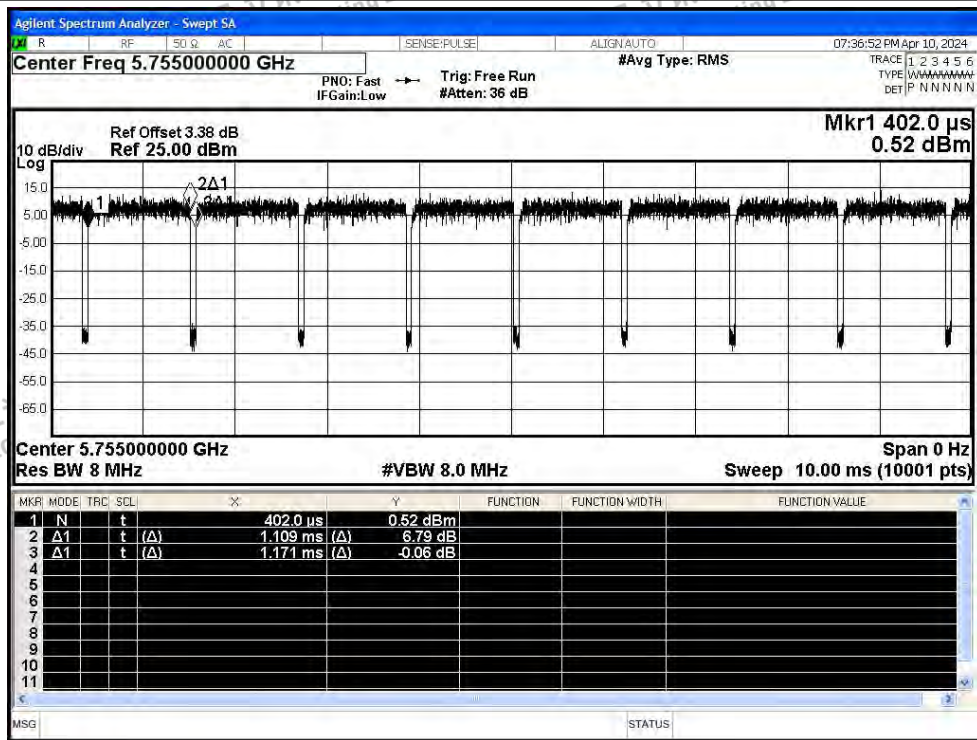 Agilent Spectrum Analyzer - Swept SA
R RF 50 Ω AC SENSE:PULSE ALIGN AUTO 07:36:52 PM Apr 10, 2024
Center Freq 5.755000000 GHz #Avg Type: RMS TRACE 1 2 3 4 5 6
PNO: Fast Trig: Free Run TYPE
IFGain:Low #Atten: 36 dB DET P N N N N N
Mkr1 402.0 µs
Ref Offset 3.38 dB
10 dB/div Ref 25.00 dBm 0.52 dBm
Log
15.0
2Δ1
1
5.00
-5.00
-15.0
-25.0
-35.0
-45.0
-55.0
-65.0
Center 5.755000000 GHz Span 0 Hz
Res BW 8 MHz #VBW 8.0 MHz Sweep 10.00 ms (10001 pts)
MKR MODE TRC SCL X Y FUNCTION FUNCTION WIDTH FUNCTION VALUE
1 N t 402.0 µs 0.52 dBm
2 Δ1 t (Δ) 1.109 ms (Δ) 6.79 dB
3 Δ1 t (Δ) 1.171 ms (Δ) -0.06 dB
4
5
6
7
8
9
10
11
MSG STATUS